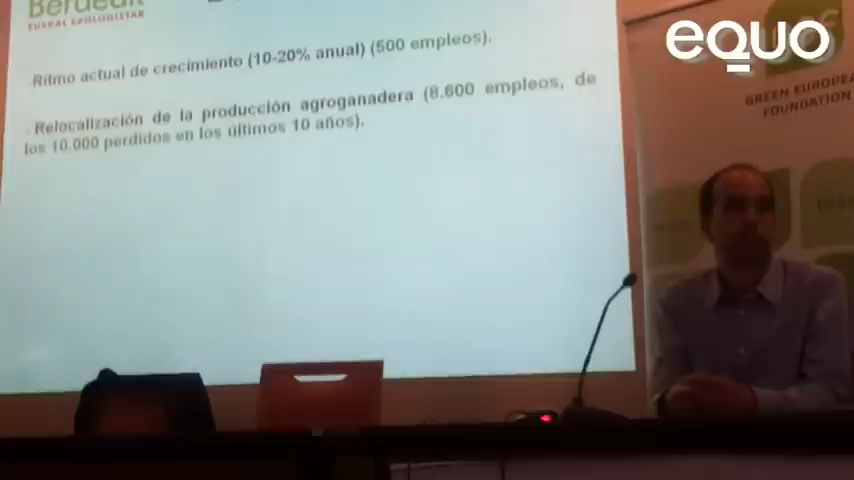 Berdeak
EUSKAL EKOLOGISTAK
-Ritmo actual de crecimiento (10-20% anual) (500 empleos).
- Relocalización de la producción agroganadera (8.600 empleos, de
los 10.000 perdidos en los últimos 10 años).
equo
GREEN EUROPEAN
FOUNDATION